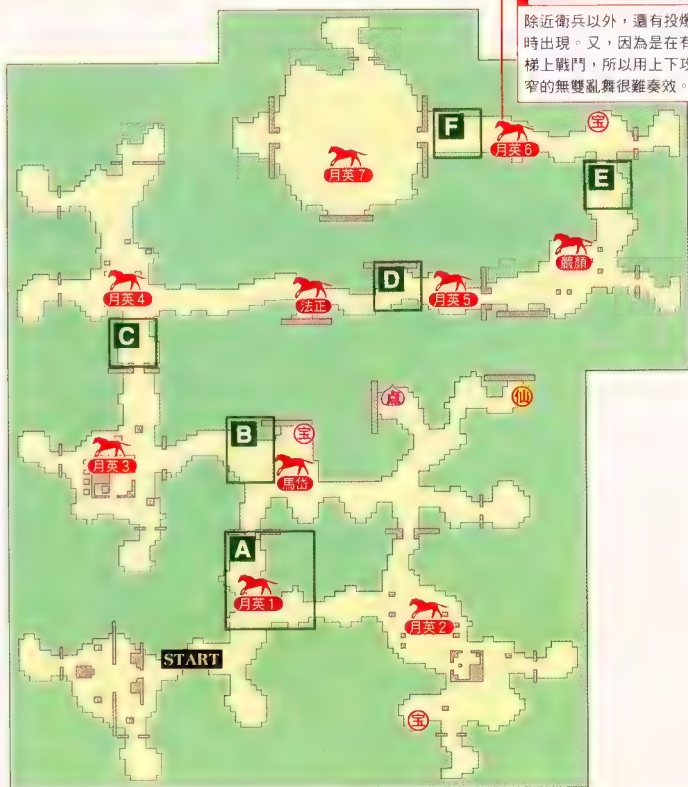 除近衛兵以外，還有投爆
時出現。又，因為是在有
梯上戰鬥，所以用上下攻
窄的無雙亂舞很難奏效。
F
月英6
宝
月英7
E
嚴顏
月英4
法正
D
月英5
C
点
仙
B
宝
月英3
馬岱
A
月英1
月英2
START
宝